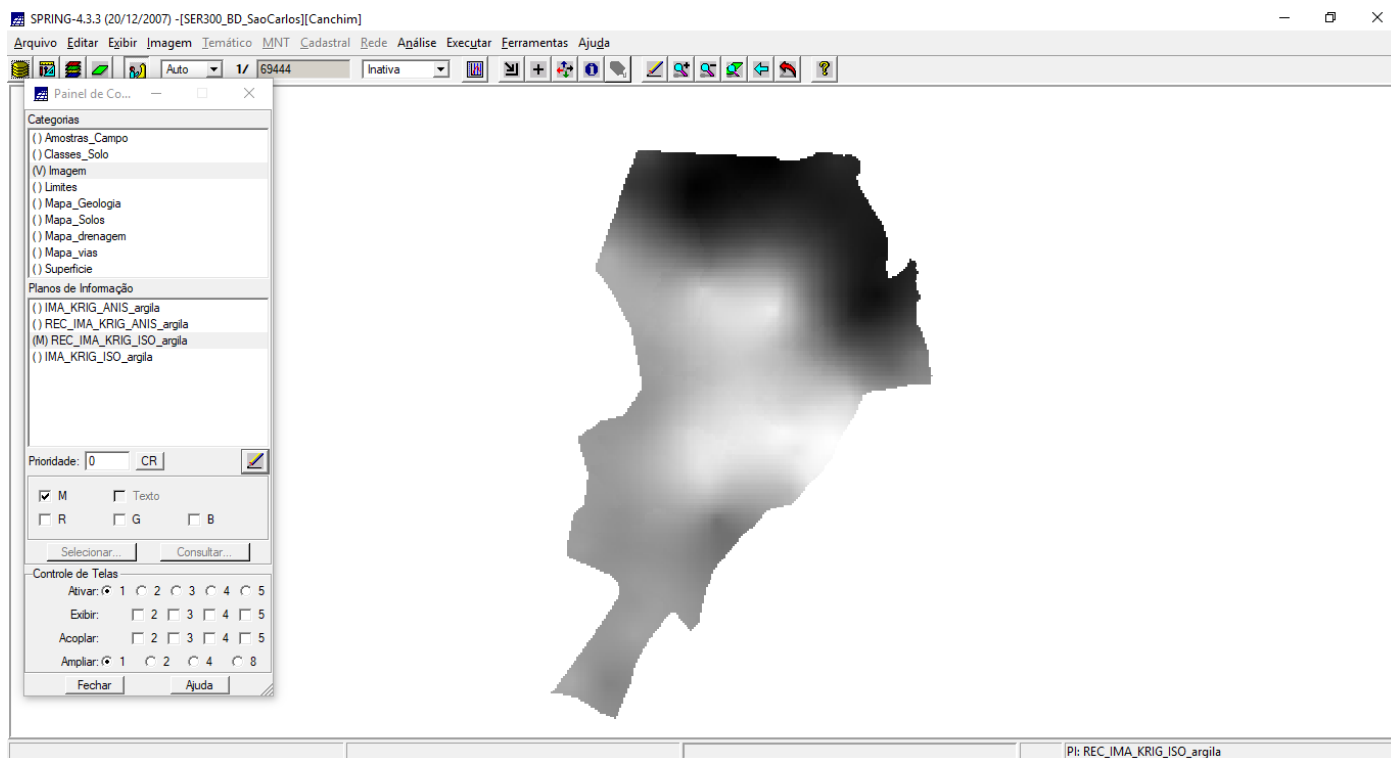 SPRING-4.3.3 (20/12/2007) -[SER300_BD_SaoCarlos][Canchim]
Arquivo Editar Exibir Imagem Temático MNT Cadastral Rede Análise Executar Ferramentas Ajuda
Auto 1/ 69444 Inativa
Painel de Co...
Categorias
( ) Amostras_Campo
( ) Classes_Solo
(V) Imagem
( ) Limites
( ) Mapa_Geologia
( ) Mapa_Solos
( ) Mapa_drenagem
( ) Mapa_vias
( ) Superficie
Planos de Informação
( ) IMA_KRIG_ANIS_argila
( ) REC_IMA_KRIG_ANIS_argila
(M) REC_IMA_KRIG_ISO_argila
( ) IMA_KRIG_ISO_argila
Prioridade: 0 CR
M Texto
R G B
Selecionar... Consultar...
Controle de Telas
Ativar: 1 2 3 4 5
Exibir: 2 3 4 5
Acoplar: 2 3 4 5
Ampliar: 1 2 4 8
Fechar Ajuda
PI: REC_IMA_KRIG_ISO_argila